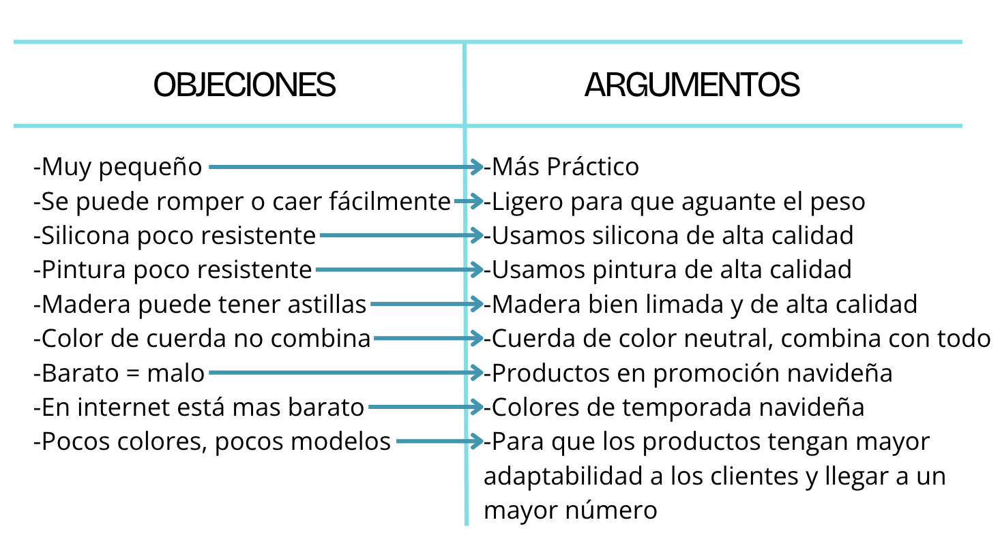 OBJECIONES
ARGUMENTOS
-Muy pequeño
-Más Práctico
-Se puede romper o caer fácilmente
-Ligero para que aguante el peso
-Silicona poco resistente
-Usamos silicona de alta calidad
-Pintura poco resistente
-Usamos pintura de alta calidad
-Madera puede tener astillas
-Madera bien limada y de alta calidad
-Color de cuerda no combina
-Cuerda de color neutral, combina con todo
-Barato = malo
-Productos en promoción navideña
-En internet está mas barato
-Colores de temporada navideña
-Pocos colores, pocos modelos
-Para que los productos tengan mayor
adaptabilidad a los clientes y llegar a un
mayor número